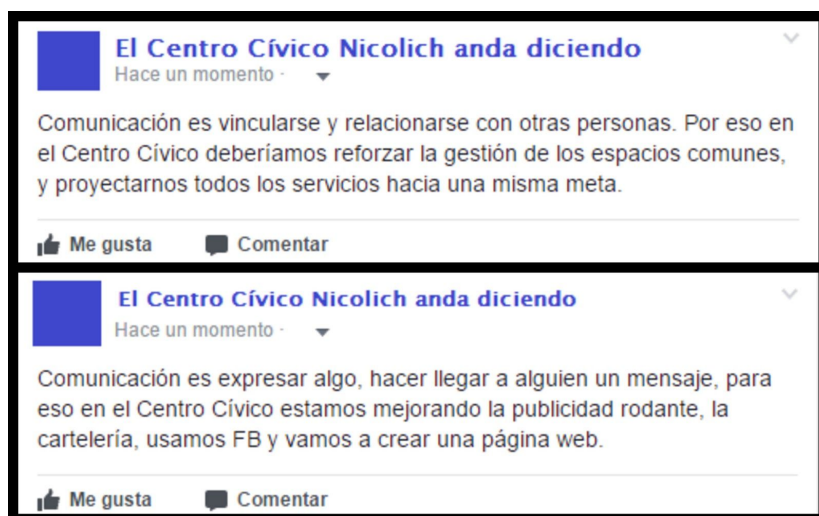 El Centro Cívico Nicolich anda diciendo
Hace un momento ·
Comunicación es vincularse y relacionarse con otras personas. Por eso en
el Centro Cívico deberíamos reforzar la gestión de los espacios comunes,
y proyectarnos todos los servicios hacia una misma meta.
Me gusta Comentar
El Centro Cívico Nicolich anda diciendo
Hace un momento ·
Comunicación es expresar algo, hacer llegar a alguien un mensaje, para
eso en el Centro Cívico estamos mejorando la publicidad rodante, la
cartelería, usamos FB y vamos a crear una página web.
Me gusta Comentar